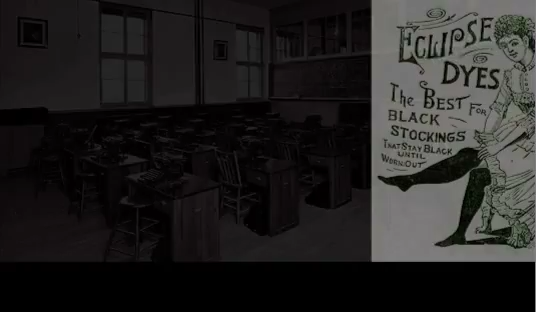 ECLIPSE
DYES
The BEST FOR
BLACK
STOCKINGS
THAT STAY BLACK
UNTIL
WORN OUT